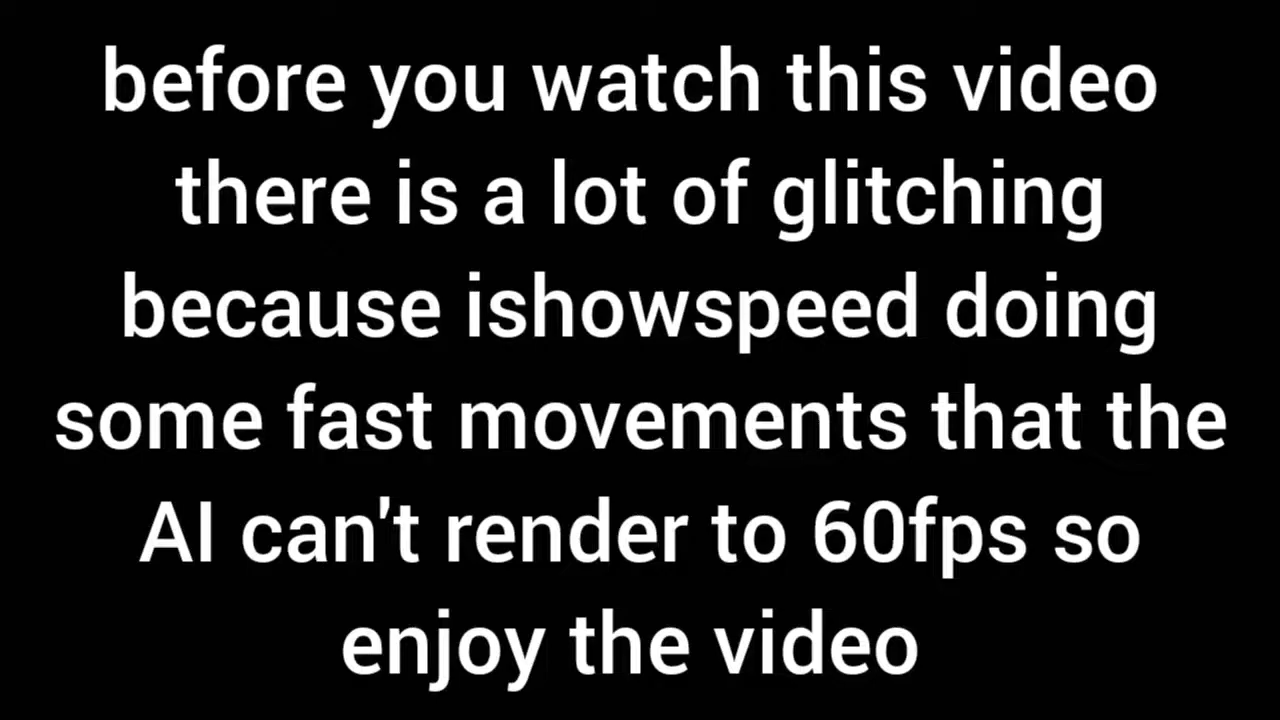 before you watch this video
there is a lot of glitching
because ishowspeed doing
some fast movements that the
AI can't render to 60fps so
enjoy the video